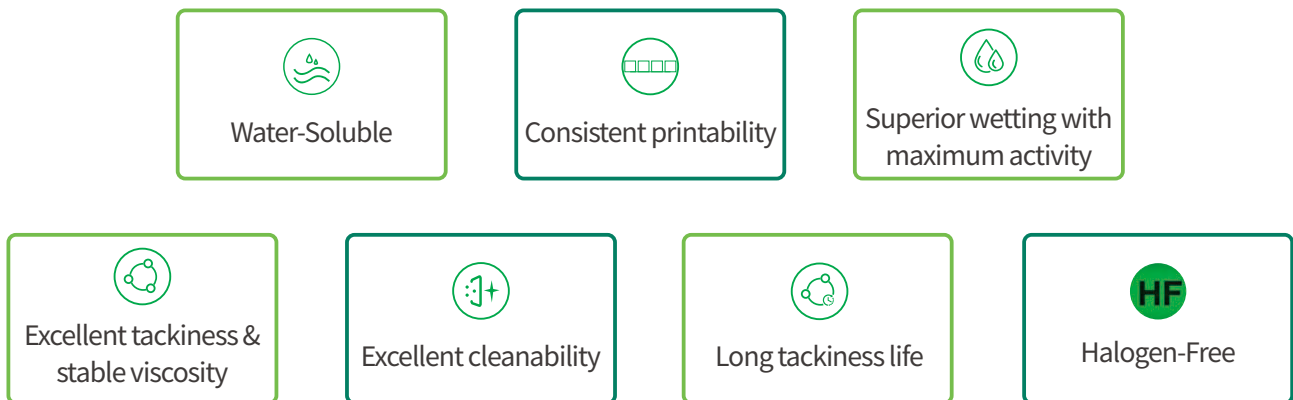 Water-Soluble
Consistent printability
Superior wetting with
maximum activity
Excellent tackiness &
stable viscosity
Excellent cleanability
Long tackiness life
HF
Halogen-Free